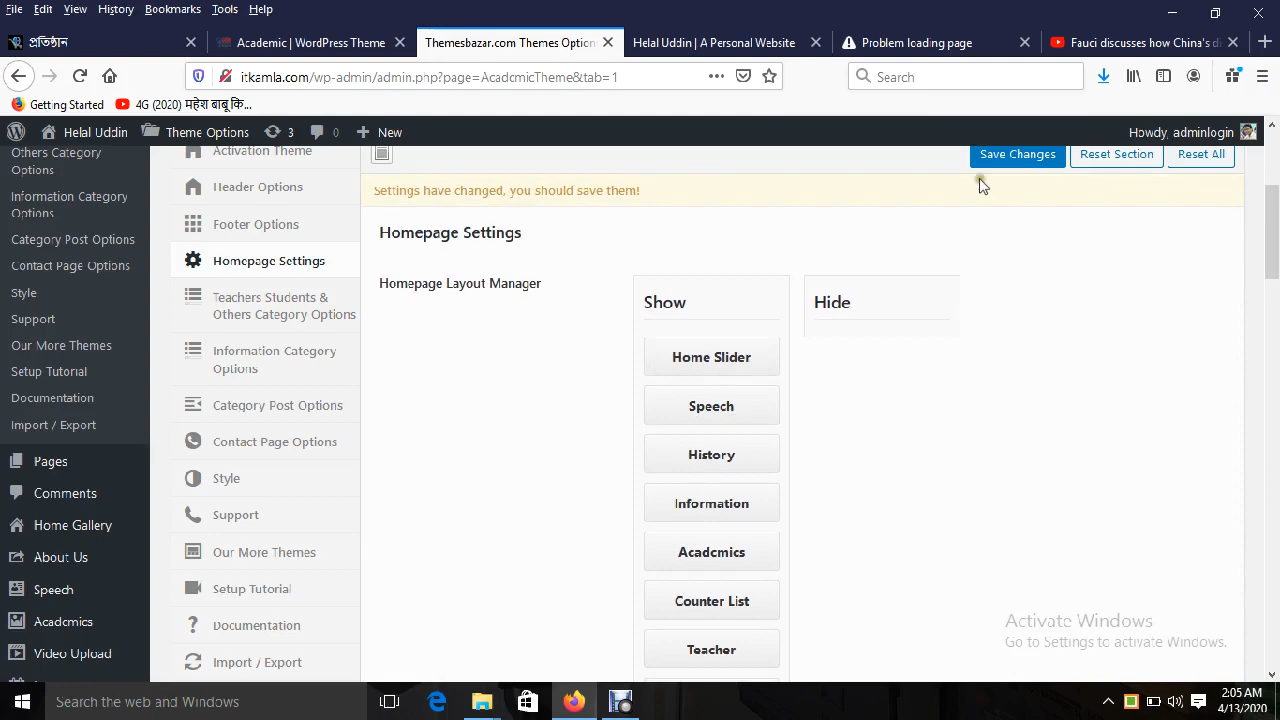 File Edit View History Bookmarks Tools Help
প্রতিষ্ঠান
Academic | WordPress Theme
Themesbazar.com Themes Option
Helal Uddin | A Personal Website
Problem loading page
Fauci discusses how China's d
itkamla.com/wp-admin/admin.php?page=AcadcmicTheme&tab=1
Search
Getting Started
4G (2020) महेश बाबू कि...
Helal Uddin
Theme Options
3
0
New
Howdy, adminlogin
Others Category
Options
Information Category
Options
Category Post Options
Contact Page Options
Style
Support
Our More Themes
Setup Tutorial
Documentation
Import / Export
Pages
Comments
Home Gallery
About Us
Speech
Acadcmics
Video Upload
Activation Theme
Header Options
Footer Options
Homepage Settings
Teachers Students &
Others Category Options
Information Category
Options
Category Post Options
Contact Page Options
Style
Support
Our More Themes
Setup Tutorial
Documentation
Import / Export
Save Changes
Reset Section
Reset All
Settings have changed, you should save them!
Homepage Settings
Homepage Layout Manager
Show
Home Slider
Speech
History
Information
Acadcmics
Counter List
Teacher
Hide
Activate Windows
Go to Settings to activate Windows.
Search the web and Windows
2:05 AM
4/13/2020